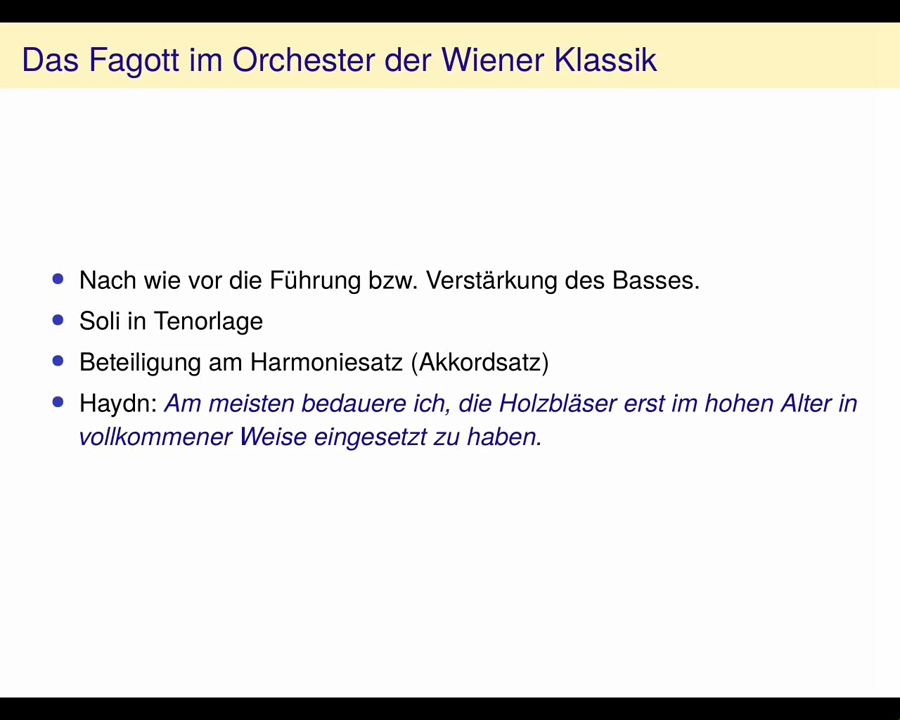 Das Fagott im Orchester der Wiener Klassik
• Nach wie vor die Führung bzw. Verstärkung des Basses.
• Soli in Tenorlage
• Beteiligung am Harmoniesatz (Akkordsatz)
• Haydn: Am meisten bedauere ich, die Holzbläser erst im hohen Alter in
vollkommener Weise eingesetzt zu haben.